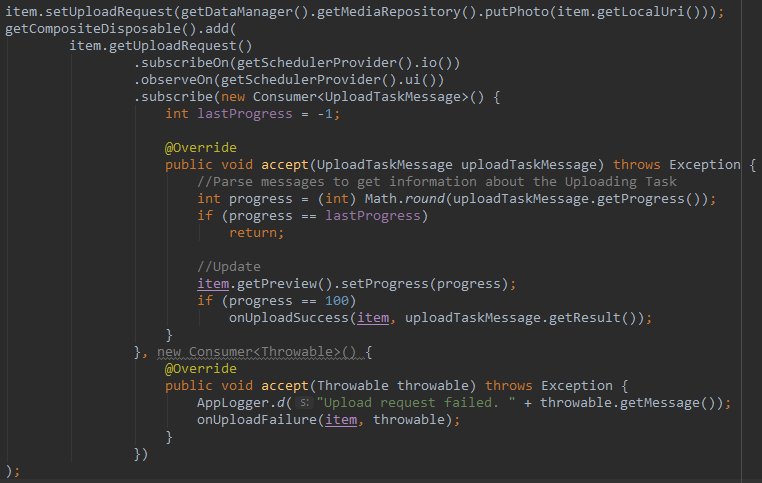 item.setUploadRequest(getDataManager().getMediaRepository().putPhoto(item.getLocalUri()));
getCompositeDisposable().add(
        item.getUploadRequest()
                .subscribeOn(getSchedulerProvider().io())
                .observeOn(getSchedulerProvider().ui())
                .subscribe(new Consumer<UploadTaskMessage>() {
                    int lastProgress = -1;

                    @Override
                    public void accept(UploadTaskMessage uploadTaskMessage) throws Exception {
                        //Parse messages to get information about the Uploading Task
                        int progress = (int) Math.round(uploadTaskMessage.getProgress());
                        if (progress == lastProgress)
                            return;

                        //Update
                        item.getPreview().setProgress(progress);
                        if (progress == 100)
                            onUploadSuccess(item, uploadTaskMessage.getResult());
                    }
                }, new Consumer<Throwable>() {
                    @Override
                    public void accept(Throwable throwable) throws Exception {
                        AppLogger.d( s: "Upload request failed. " + throwable.getMessage());
                        onUploadFailure(item, throwable);
                    }
                })
);